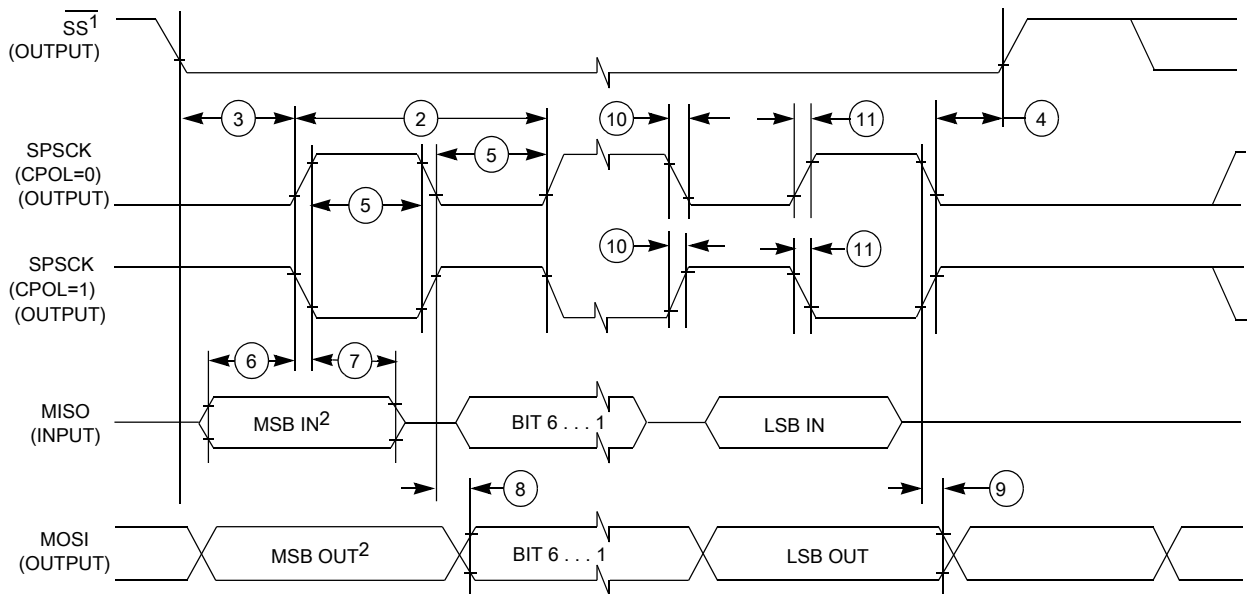 SS¹
(OUTPUT)
3
2
10
11
4
SPSCK
(CPOL=0)
(OUTPUT)
5
5
SPSCK
(CPOL=1)
(OUTPUT)
10
11
6
7
MISO
(INPUT)
MSB IN²
BIT 6 . . . 1
LSB IN
8
9
MOSI
(OUTPUT)
MSB OUT²
BIT 6 . . . 1
LSB OUT